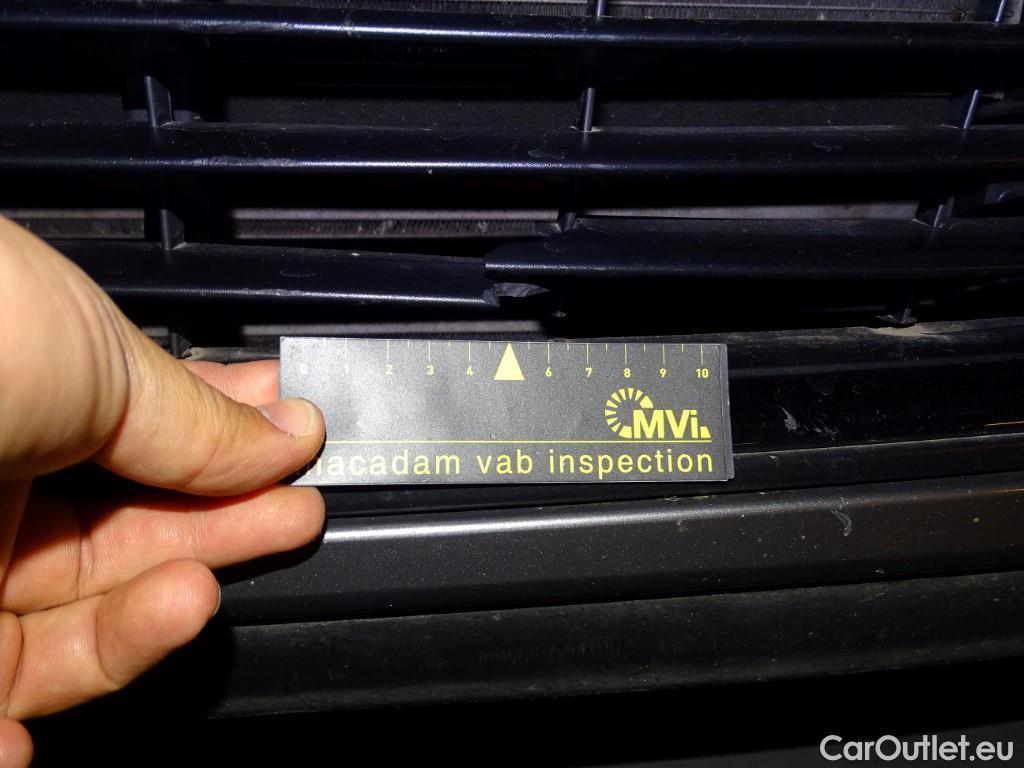 0 1 2 3 4 6 7 8 9 10
MVi
macadam vab inspection
CarOutlet.eu